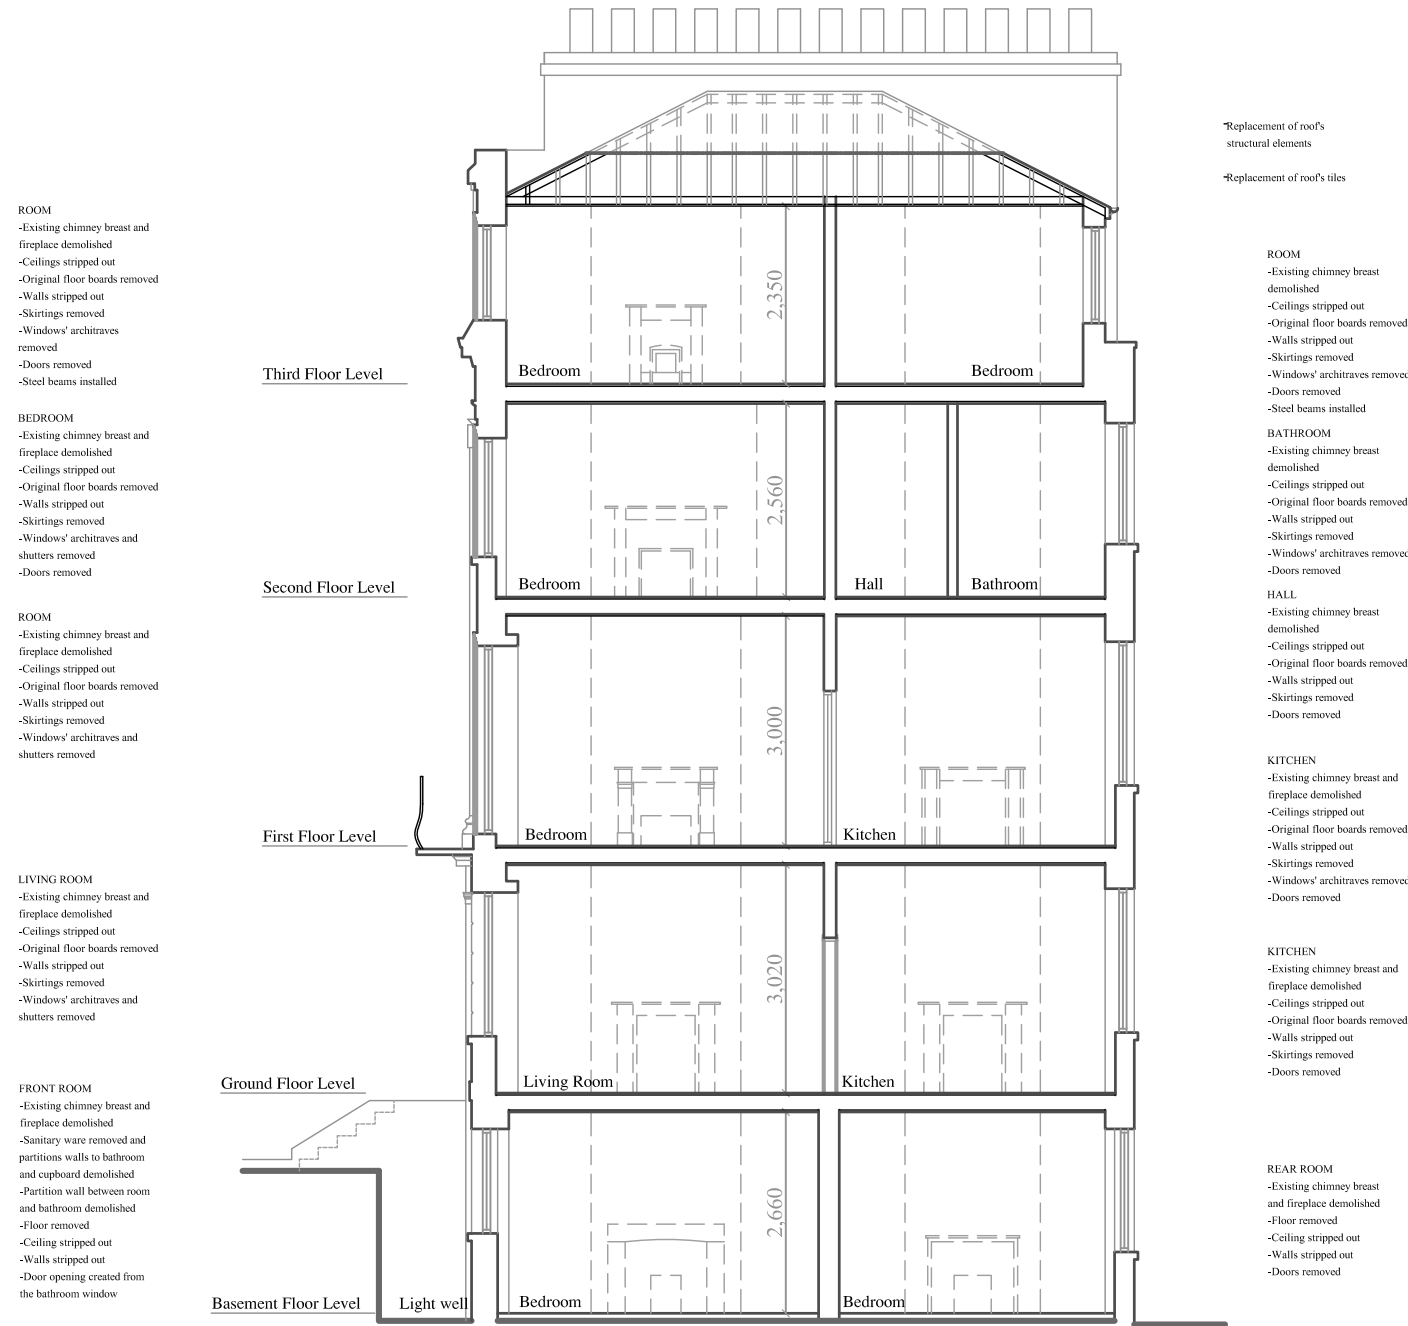 -Replacement of roof's
structural elements
-Replacement of roof's tiles
ROOM
-Existing chimney breast and
fireplace demolished
-Ceilings stripped out
-Original floor boards removed
-Walls stripped out
-Skirtings removed
-Windows' architraves
removed
-Doors removed
-Steel beams installed
BEDROOM
-Existing chimney breast and
fireplace demolished
-Ceilings stripped out
-Original floor boards removed
-Walls stripped out
-Skirtings removed
-Windows' architraves and
shutters removed
-Doors removed
ROOM
-Existing chimney breast and
fireplace demolished
-Ceilings stripped out
-Original floor boards removed
-Walls stripped out
-Skirtings removed
-Windows' architraves and
shutters removed
LIVING ROOM
-Existing chimney breast and
fireplace demolished
-Ceilings stripped out
-Original floor boards removed
-Walls stripped out
-Skirtings removed
-Windows' architraves and
shutters removed
FRONT ROOM
-Existing chimney breast and
fireplace demolished
-Sanitary ware removed and
partitions walls to bathroom
and cupboard demolished
-Partition wall between room
and bathroom demolished
-Floor removed
-Ceiling stripped out
-Walls stripped out
-Door opening created from
the bathroom window
Third Floor Level
Bedroom
2,350
Bedroom
Second Floor Level
Bedroom
2,560
Hall
Bathroom
First Floor Level
Bedroom
3,000
Kitchen
Ground Floor Level
Living Room
3,020
Kitchen
Basement Floor Level
Light well
Bedroom
2,660
Bedroom
ROOM
-Existing chimney breast
demolished
-Ceilings stripped out
-Original floor boards removed
-Walls stripped out
-Skirtings removed
-Windows' architraves removed
-Doors removed
-Steel beams installed
BATHROOM
-Existing chimney breast
demolished
-Ceilings stripped out
-Original floor boards removed
-Walls stripped out
-Skirtings removed
-Windows' architraves removed
-Doors removed
HALL
-Existing chimney breast
demolished
-Ceilings stripped out
-Original floor boards removed
-Walls stripped out
-Skirtings removed
-Doors removed
KITCHEN
-Existing chimney breast and
fireplace demolished
-Ceilings stripped out
-Original floor boards removed
-Walls stripped out
-Skirtings removed
-Windows' architraves removed
-Doors removed
KITCHEN
-Existing chimney breast and
fireplace demolished
-Ceilings stripped out
-Original floor boards removed
-Walls stripped out
-Skirtings removed
-Doors removed
REAR ROOM
-Existing chimney breast
and fireplace demolished
-Floor removed
-Ceiling stripped out
-Walls stripped out
-Doors removed